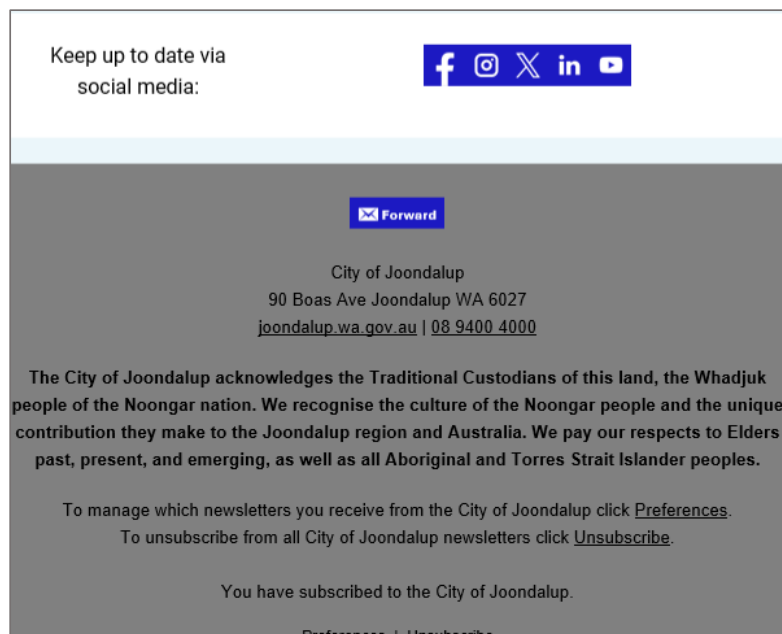 Keep up to date via
social media:
Forward
City of Joondalup
90 Boas Ave Joondalup WA 6027
joondalup.wa.gov.au | 08 9400 4000
The City of Joondalup acknowledges the Traditional Custodians of this land, the Whadjuk
people of the Noongar nation. We recognise the culture of the Noongar people and the unique
contribution they make to the Joondalup region and Australia. We pay our respects to Elders
past, present, and emerging, as well as all Aboriginal and Torres Strait Islander peoples.
To manage which newsletters you receive from the City of Joondalup click Preferences.
To unsubscribe from all City of Joondalup newsletters click Unsubscribe.
You have subscribed to the City of Joondalup.
Preferences | Unsubscribe